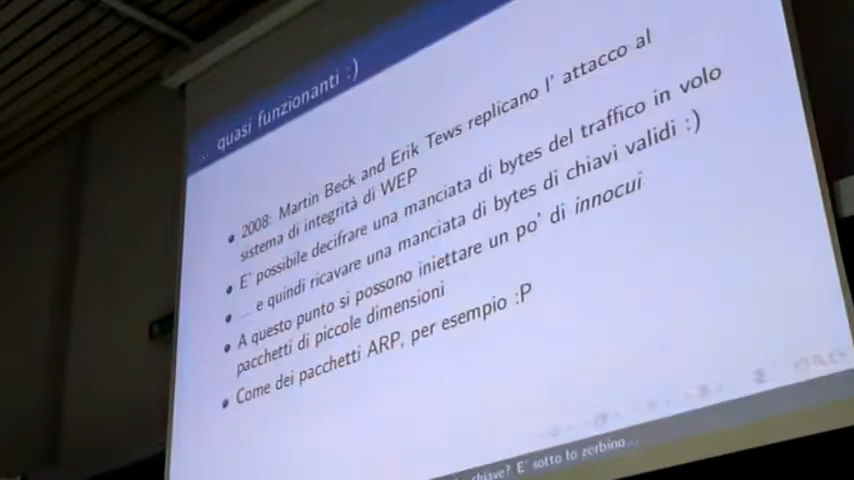 ... quasi funzionanti :)
2008: Martin Beck and Erik Tews replicano l' attacco al
sistema di integrità di WEP
E' possibile decifrare una manciata di bytes del traffico in volo
... e quindi ricavare una manciata di bytes di chiavi validi :)
A questo punto si possono iniettare un po' di innocui
pacchetti di piccole dimensioni
Come dei pacchetti ARP, per esempio :P
chiave? E' sotto lo zerbino...